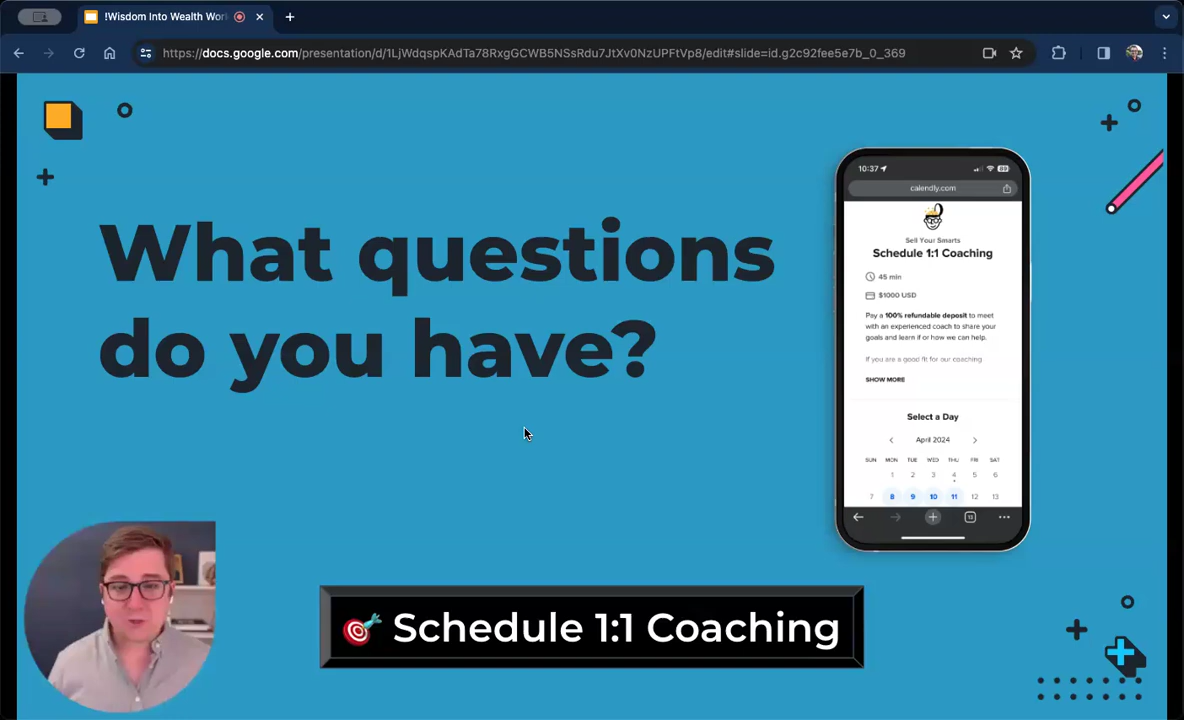 !Wisdom Into Wealth Wor
https://docs.google.com/presentation/d/1LjWdqspKAdTa78RxgGCWB5NSsRdu7JtXv0NzUPFtVp8/edit#slide=id.g2c92fee5e7b_0_369
What questions
do you have?
10:37
89
calendly.com
Sell Your Smarts
Schedule 1:1 Coaching
45 min
$1000 USD
Pay a 100% refundable deposit to meet
with an experienced coach to share your
goals and learn if or how we can help.
If you are a good fit for our coaching
SHOW MORE
Select a Day
April 2024
SUN MON TUE WED THU FRI SAT
1 2 3 4 5 6
7 8 9 10 11 12 13
13
🎯 Schedule 1:1 Coaching